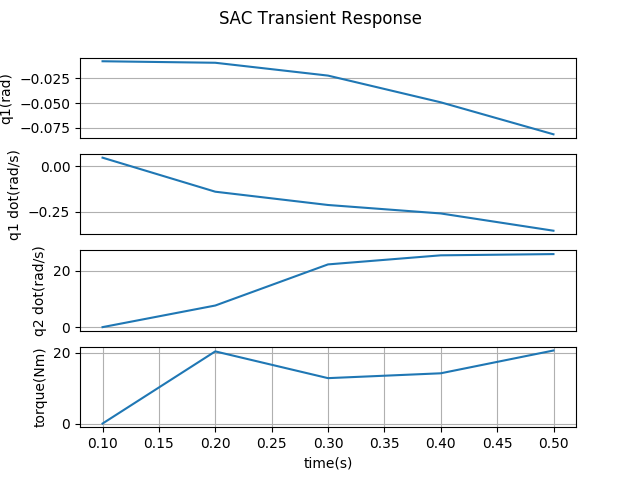 SAC Transient Response
q1(rad)
−0.025
−0.050
−0.075
q1 dot(rad/s)
0.00
−0.25
q2 dot(rad/s)
20
0
torque(Nm)
20
0
0.10 0.15 0.20 0.25 0.30 0.35 0.40 0.45 0.50
time(s)